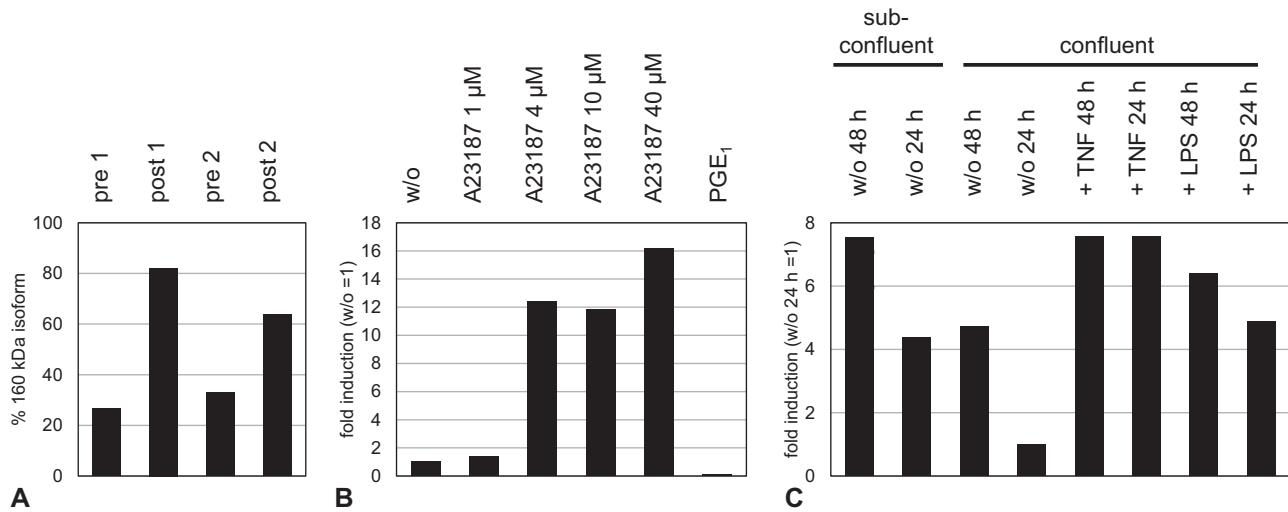 pre 1
post 1
pre 2
post 2
% 160 kDa isoform
100
80
60
40
20
0
A
w/o
A23187 1 µM
A23187 4 µM
A23187 10 µM
A23187 40 µM
PGE₁
fold induction (w/o =1)
18
16
14
12
10
8
6
4
2
0
B
sub-
confluent
confluent
w/o 48 h
w/o 24 h
w/o 48 h
w/o 24 h
+ TNF 48 h
+ TNF 24 h
+ LPS 48 h
+ LPS 24 h
fold induction (w/o 24 h =1)
8
6
4
2
0
C